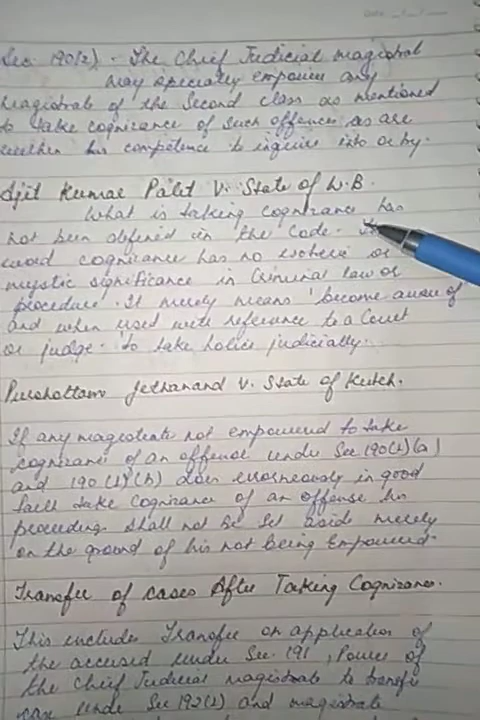 Sec 190(2) - The Chief Judicial magistrat
may specially empower any
magistrate of the Second class as mentioned
to take cognizance of such offences as are
within his competence to inquire into or try.
Ajit Kumar Palit V. State of W.B.
What is taking cognizance has
not been defined in the Code.
word cognizance has no esoteric or
mystic significance in Criminal law or
procedure. It merely means 'become aware of
and when used with reference to a Court
or judge. to take notice judicially.
Purshottam Jethanand V. State of Kutch.
If any magistrate not empowered to take
cognizance of an offense under Sec 190(1)(a)
and 190(1)(b) does erroneously in good
faith take cognizance of an offense his
proceedings shall not be set asid merely
on the ground of his not being Empowered.
Transfer of cases After Taking Cognizance.
This includes Transfer on application of
the accused under Sec. 191, Power of
the Chief Judicial magistrate to transfer
case under Sec 192(1) and magistrate